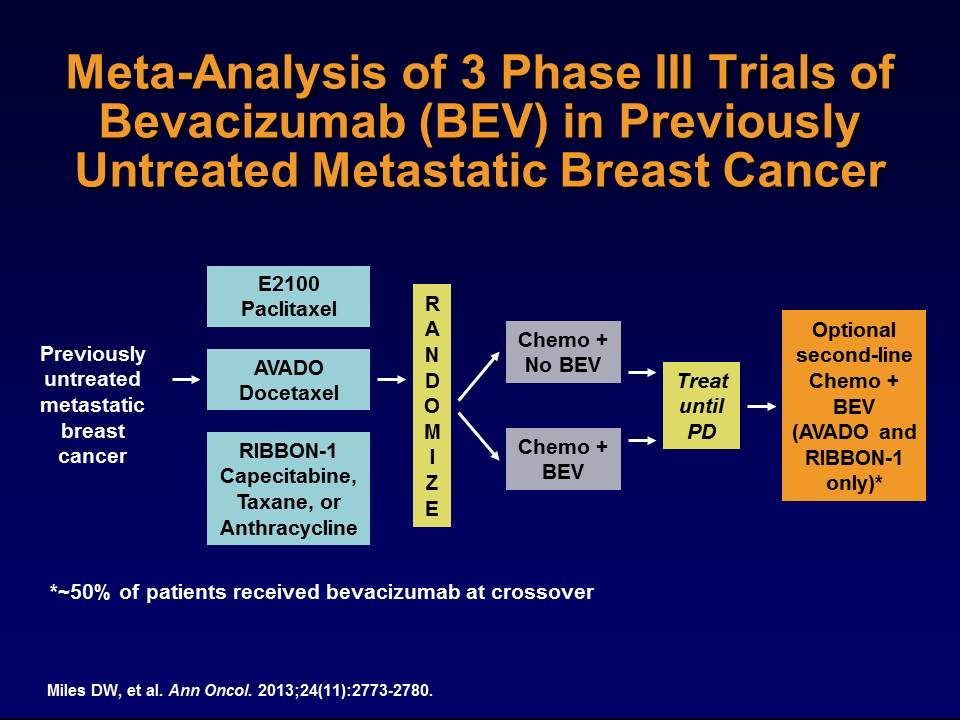 Meta-Analysis of 3 Phase III Trials of
Bevacizumab (BEV) in Previously
Untreated Metastatic Breast Cancer
Previously
untreated
metastatic
breast
cancer
E2100
Paclitaxel
AVADO
Docetaxel
RIBBON-1
Capecitabine,
Taxane, or
Anthracycline
R
A
N
D
O
M
I
Z
E
Chemo +
No BEV
Chemo +
BEV
Treat
until
PD
Optional
second-line
Chemo +
BEV
(AVADO and
RIBBON-1
only)*
*~50% of patients received bevacizumab at crossover
Miles DW, et al. Ann Oncol. 2013;24(11):2773-2780.